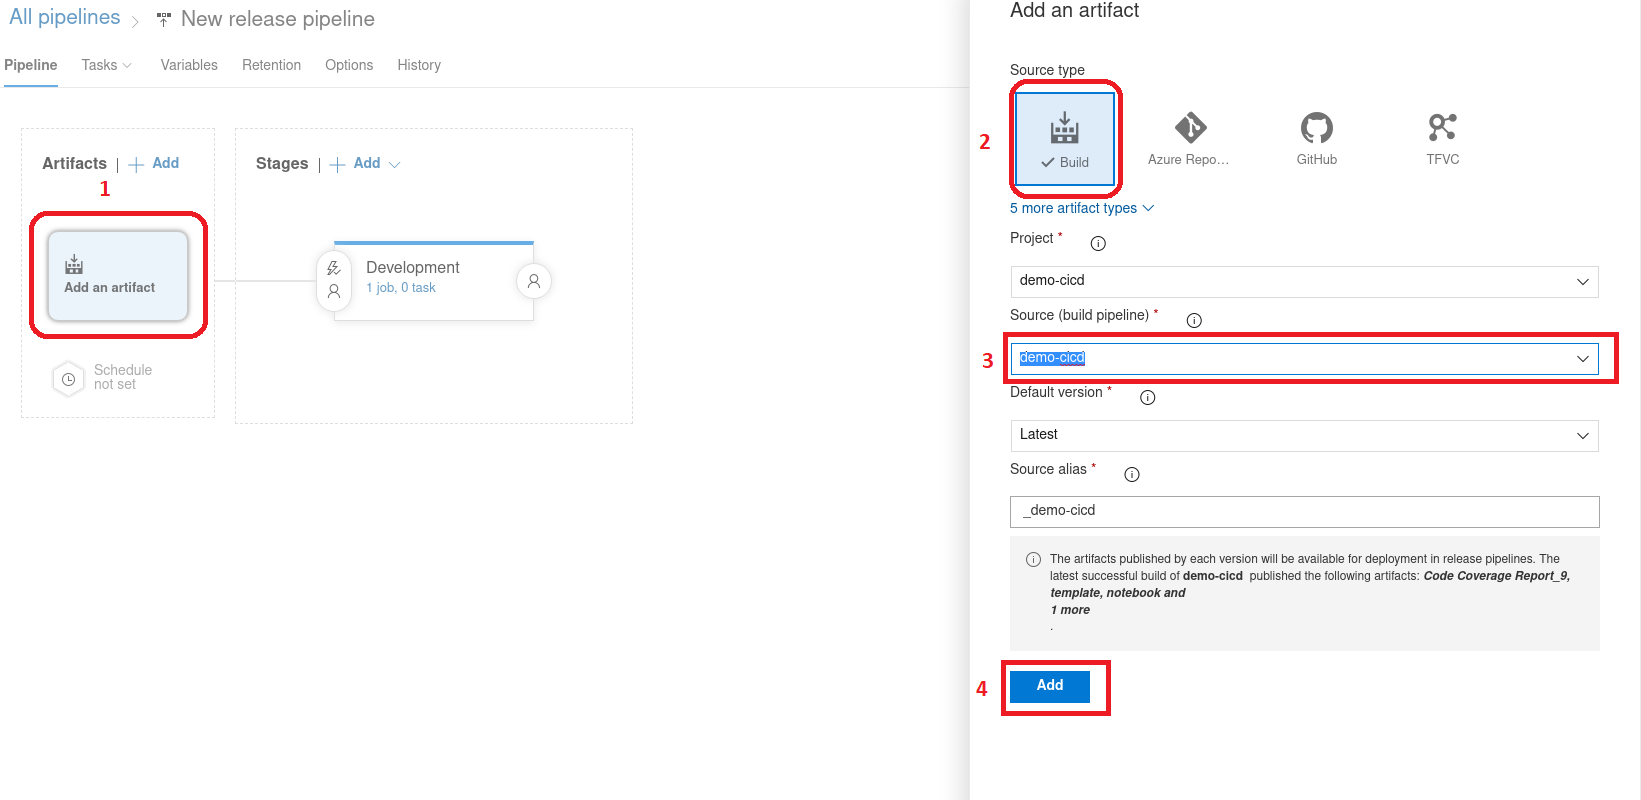 All pipelines
New release pipeline
Pipeline
Tasks
Variables
Retention
Options
History
Artifacts | + Add
1
Add an artifact
Schedule
not set
Stages | + Add
Development
1 job, 0 task
Add an artifact
Source type
2
Build
Azure Repo...
GitHub
TFVC
5 more artifact types
Project *
demo-cicd
Source (build pipeline) *
3
demo-cicd
Default version *
Latest
Source alias *
_demo-cicd
The artifacts published by each version will be available for deployment in release pipelines. The
latest successful build of demo-cicd published the following artifacts: Code Coverage Report_9,
template, notebook and
1 more
.
4
Add